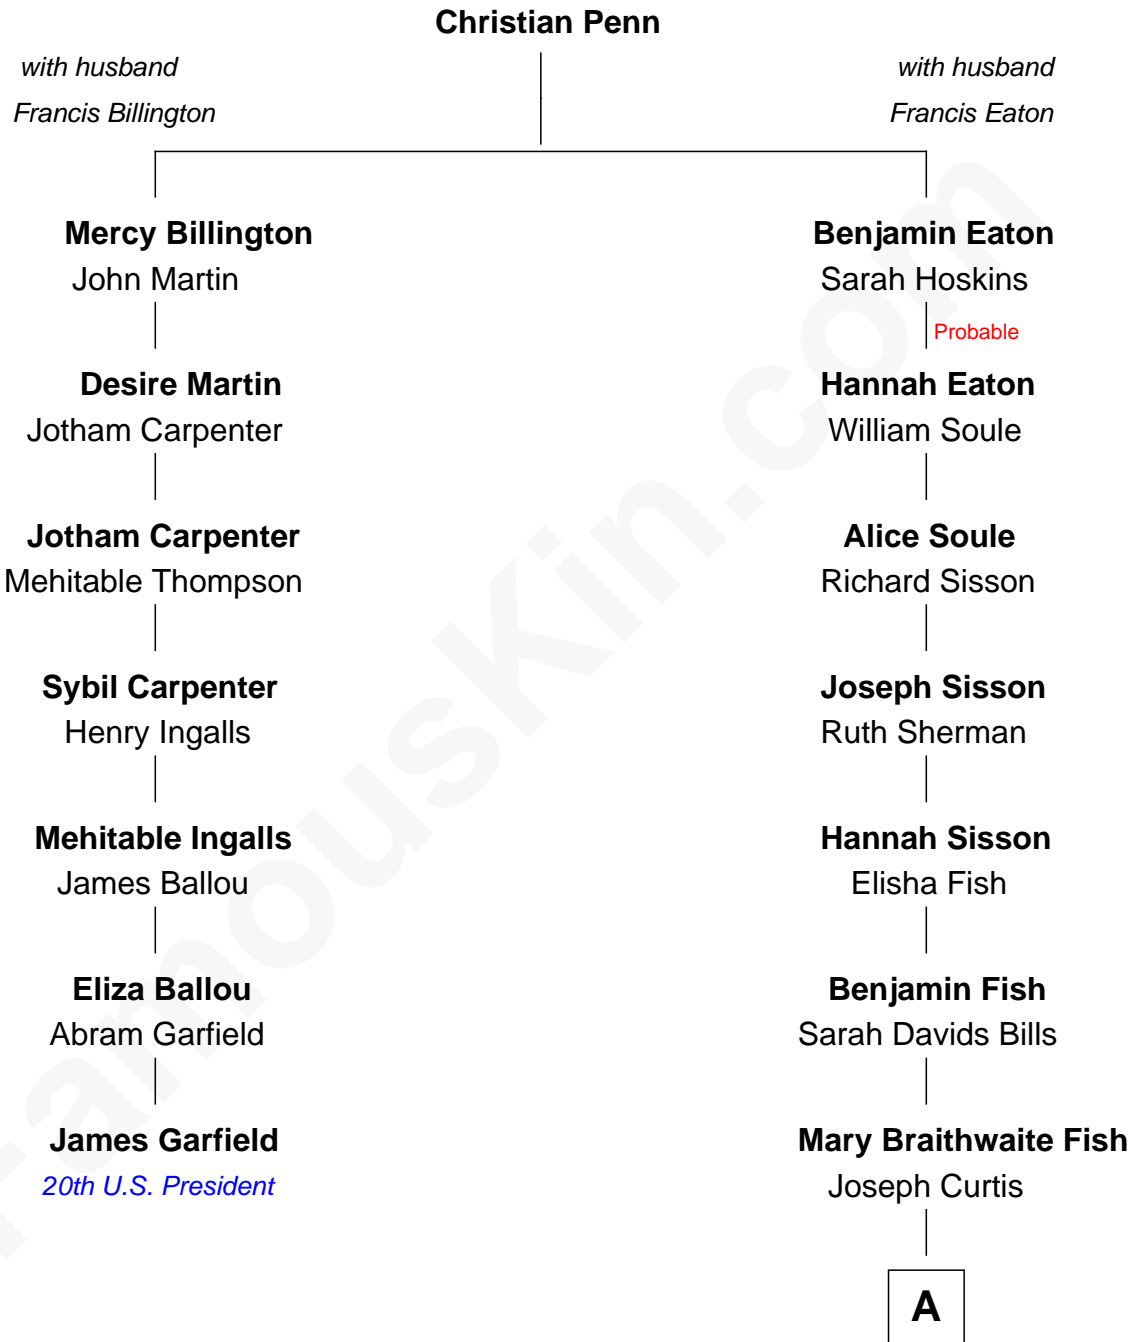 Christian Penn
with husband
Francis Billington
with husband
Francis Eaton
Mercy Billington
John Martin
Benjamin Eaton
Sarah Hoskins
Probable
Desire Martin
Jotham Carpenter
Hannah Eaton
William Soule
Jotham Carpenter
Mehitable Thompson
Alice Soule
Richard Sisson
Sybil Carpenter
Henry Ingalls
Joseph Sisson
Ruth Sherman
Mehitable Ingalls
James Ballou
Hannah Sisson
Elisha Fish
Eliza Ballou
Abram Garfield
Benjamin Fish
Sarah Davids Bills
James Garfield
20th U.S. President
Mary Braithwaite Fish
Joseph Curtis
A
FamousKin.com